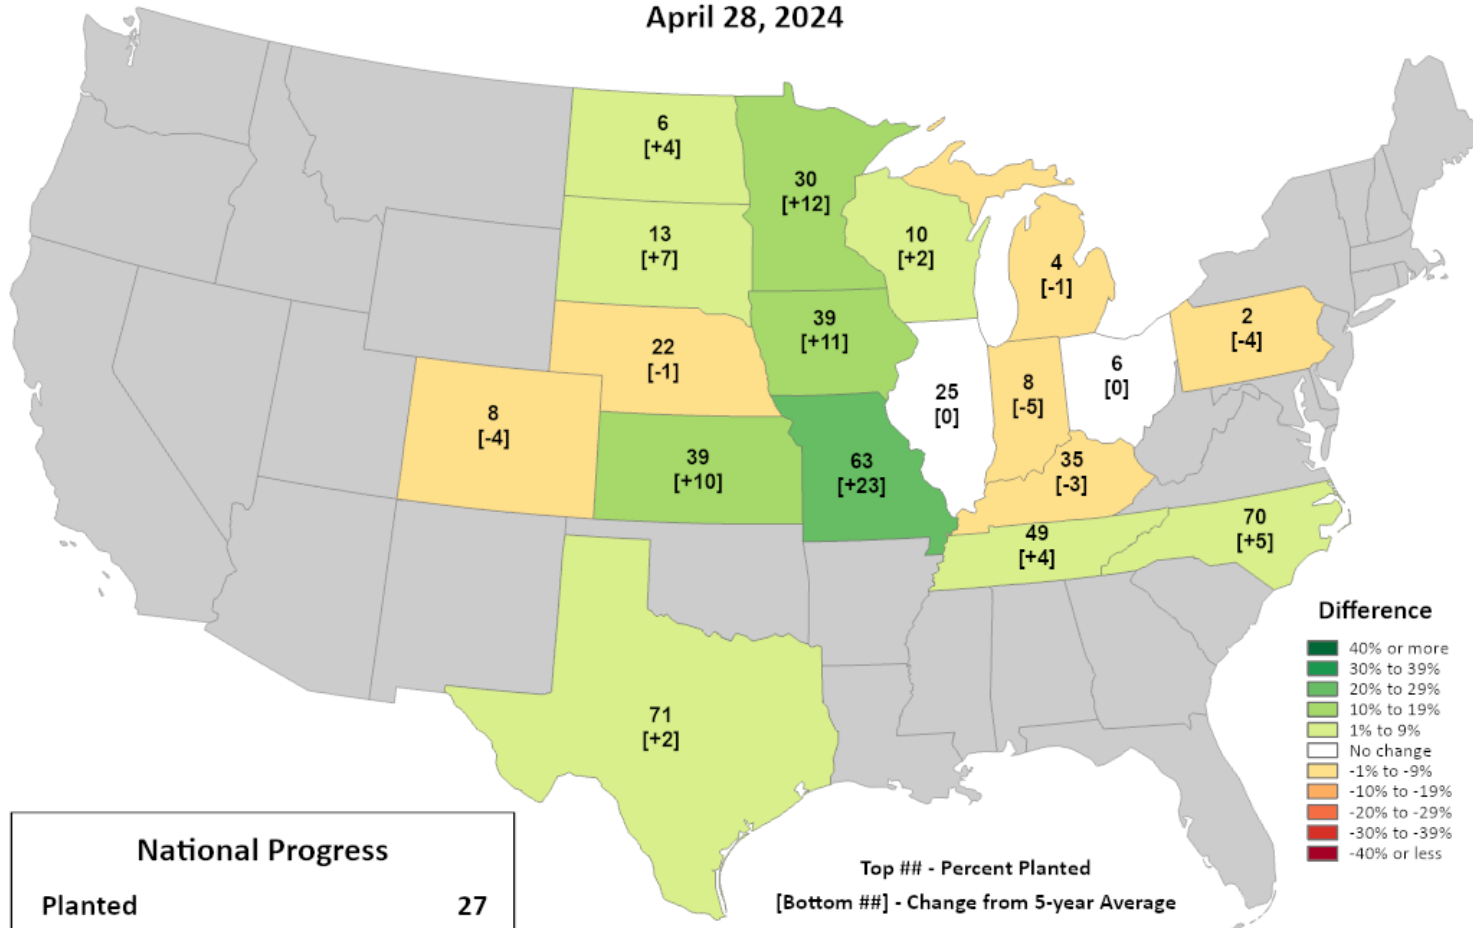 April 28, 2024
6
[+4]
30
[+12]
13
[+7]
10
[+2]
4
[-1]
39
[+11]
2
[-4]
22
[-1]
6
[0]
25
[0]
8
[-5]
8
[-4]
39
[+10]
63
[+23]
35
[-3]
49
[+4]
70
[+5]
71
[+2]
Difference
40% or more
30% to 39%
20% to 29%
10% to 19%
1% to 9%
No change
-1% to -9%
-10% to -19%
-20% to -29%
-30% to -39%
-40% or less
National Progress
Planted 27
Top ## - Percent Planted
[Bottom ##] - Change from 5-year Average